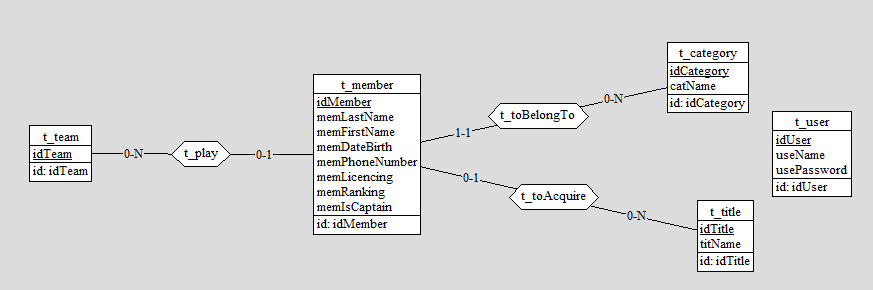 t_team
idTeam
id: idTeam
0-N
t_play
0-1
t_member
idMember
memLastName
memFirstName
memDateBirth
memPhoneNumber
memLicencing
memRanking
memIsCaptain
id: idMember
1-1
t_toBelongTo
0-N
t_category
idCategory
catName
id: idCategory
0-1
t_toAcquire
0-N
t_title
idTitle
titName
id: idTitle
t_user
idUser
useName
usePassword
id: idUser